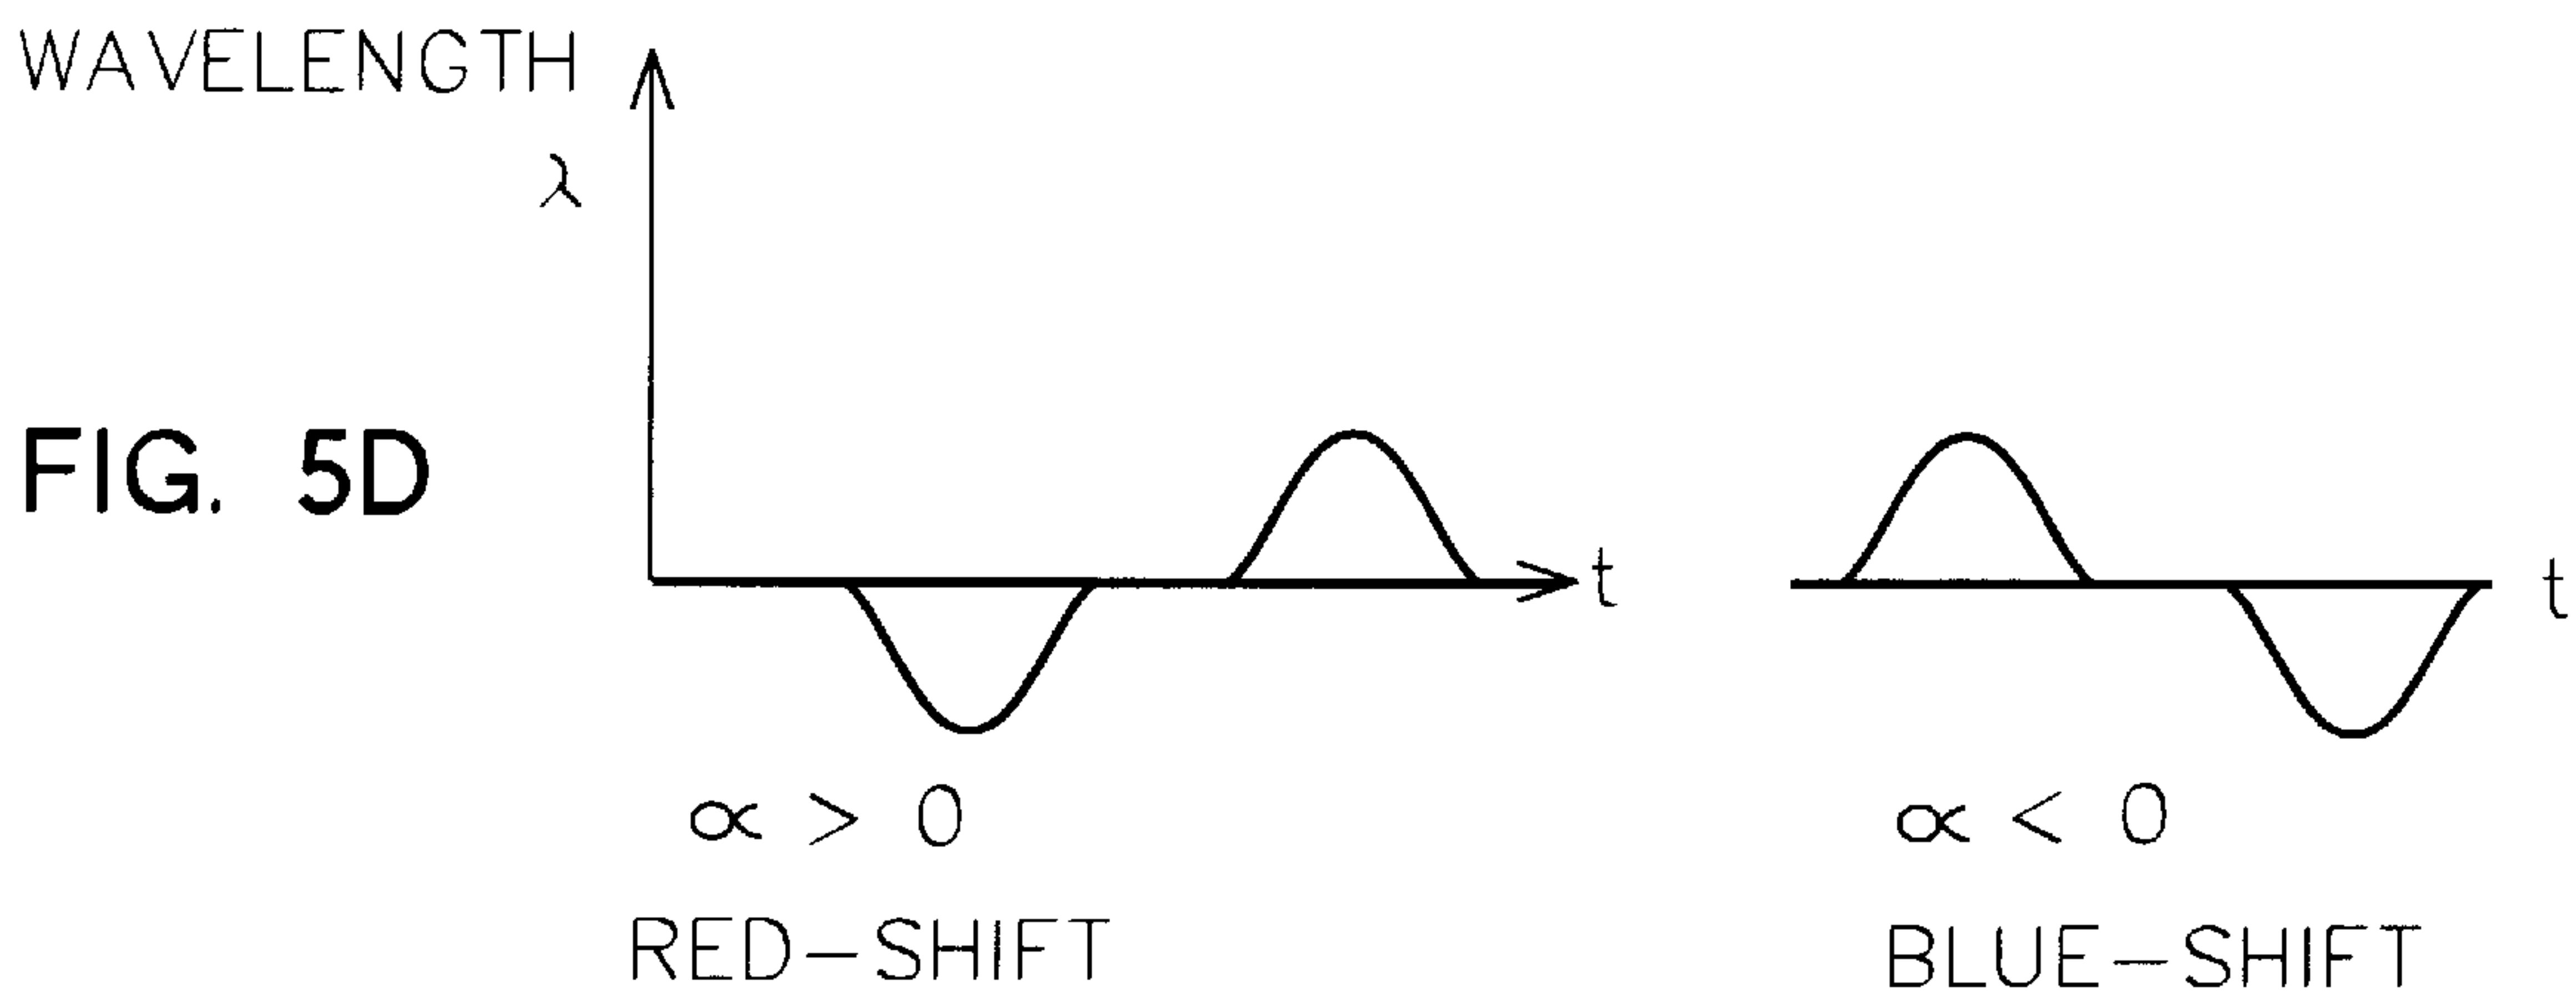 WAVELENGTH
λ
FIG. 5D
t
t
α > 0
α < 0
RED-SHIFT
BLUE-SHIFT